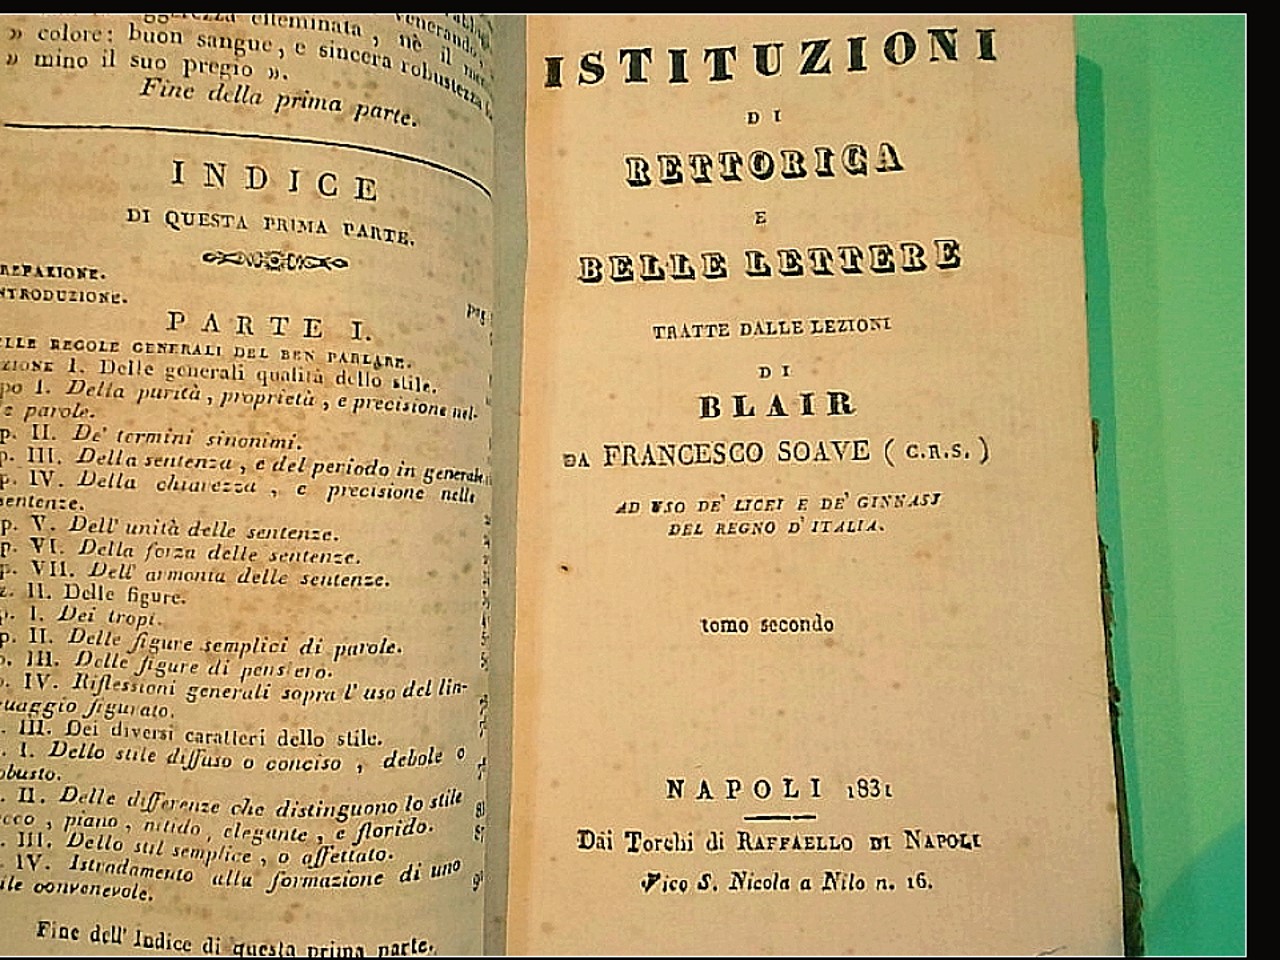 colore: buon sangue, e sincera robustezza
» mino il suo pregio ».
Fine della prima parte.
INDICE
DI QUESTA PRIMA PARTE.
PARTE I.
REGOLE GENERALI DEL BEN PARLARE.
I. Delle generali qualità dello stile.
I. Della purità, proprietà, e precisione nel-
parole.
II. De' termini sinonimi.
III. Della sentenza, e del periodo in generale
IV. Della chiarezza, e precisione nelle
sentenze.
V. Dell' unità delle sentenze.
VI. Della forza delle sentenze.
VII. Dell' armonia delle sentenze.
II. Delle figure.
I. Dei tropi.
II. Delle figure semplici di parole.
III. Delle figure di pensiero.
IV. Riflessioni generali sopra l' uso del lin-
figurato.
III. Dei diversi caratteri dello stile.
I. Dello stile diffuso o conciso, debole o
II. Delle differenze che distinguono lo stile
piano, nitido, elegante, e florido.
III. Dello stil semplice, o affettato.
IV. Istradamento alla formazione di uno
convenevole.
Fine dell' Indice di questa prima parte.
ISTITUZIONI
DI
RETTORICA
E
BELLE LETTERE
TRATTE DALLE LEZIONI
DI
BLAIR
DA FRANCESCO SOAVE ( C.R.S. )
AD USO DE' LICEI E DE' GINNASJ
DEL REGNO D' ITALIA.
tomo secondo
NAPOLI 1831
Dai Torchi di RAFFAELLO DI NAPOLI
Vico S. Nicola a Nilo n. 16.